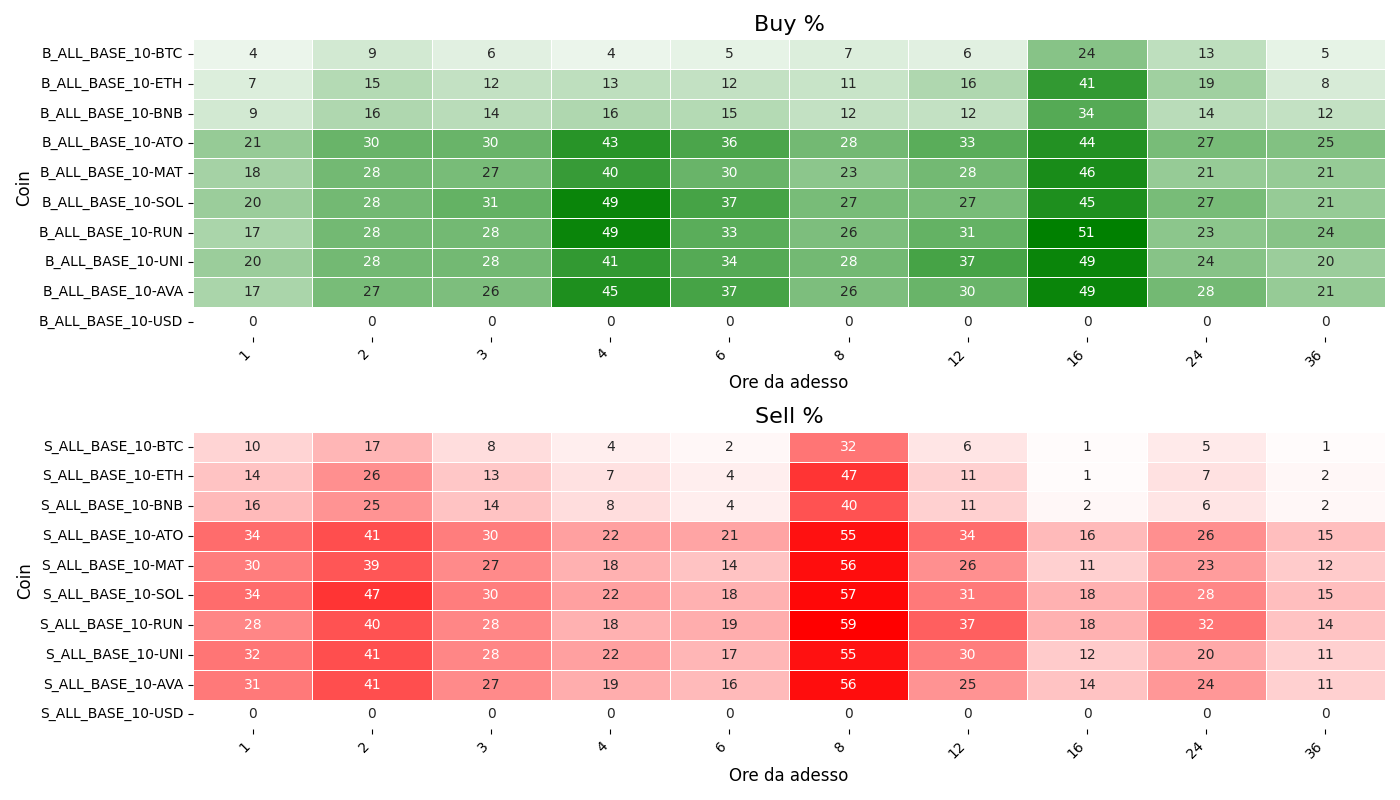 Buy %
Coin
B_ALL_BASE_10-BTC 4 9 6 4 5 7 6 24 13 5
B_ALL_BASE_10-ETH 7 15 12 13 12 11 16 41 19 8
B_ALL_BASE_10-BNB 9 16 14 16 15 12 12 34 14 12
B_ALL_BASE_10-ATO 21 30 30 43 36 28 33 44 27 25
B_ALL_BASE_10-MAT 18 28 27 40 30 23 28 46 21 21
B_ALL_BASE_10-SOL 20 28 31 49 37 27 27 45 27 21
B_ALL_BASE_10-RUN 17 28 28 49 33 26 31 51 23 24
B_ALL_BASE_10-UNI 20 28 28 41 34 28 37 49 24 20
B_ALL_BASE_10-AVA 17 27 26 45 37 26 30 49 28 21
B_ALL_BASE_10-USD 0 0 0 0 0 0 0 0 0 0
1 2 3 4 6 8 12 16 24 36
Ore da adesso
Sell %
Coin
S_ALL_BASE_10-BTC 10 17 8 4 2 32 6 1 5 1
S_ALL_BASE_10-ETH 14 26 13 7 4 47 11 1 7 2
S_ALL_BASE_10-BNB 16 25 14 8 4 40 11 2 6 2
S_ALL_BASE_10-ATO 34 41 30 22 21 55 34 16 26 15
S_ALL_BASE_10-MAT 30 39 27 18 14 56 26 11 23 12
S_ALL_BASE_10-SOL 34 47 30 22 18 57 31 18 28 15
S_ALL_BASE_10-RUN 28 40 28 18 19 59 37 18 32 14
S_ALL_BASE_10-UNI 32 41 28 22 17 55 30 12 20 11
S_ALL_BASE_10-AVA 31 41 27 19 16 56 25 14 24 11
S_ALL_BASE_10-USD 0 0 0 0 0 0 0 0 0 0
1 2 3 4 6 8 12 16 24 36
Ore da adesso